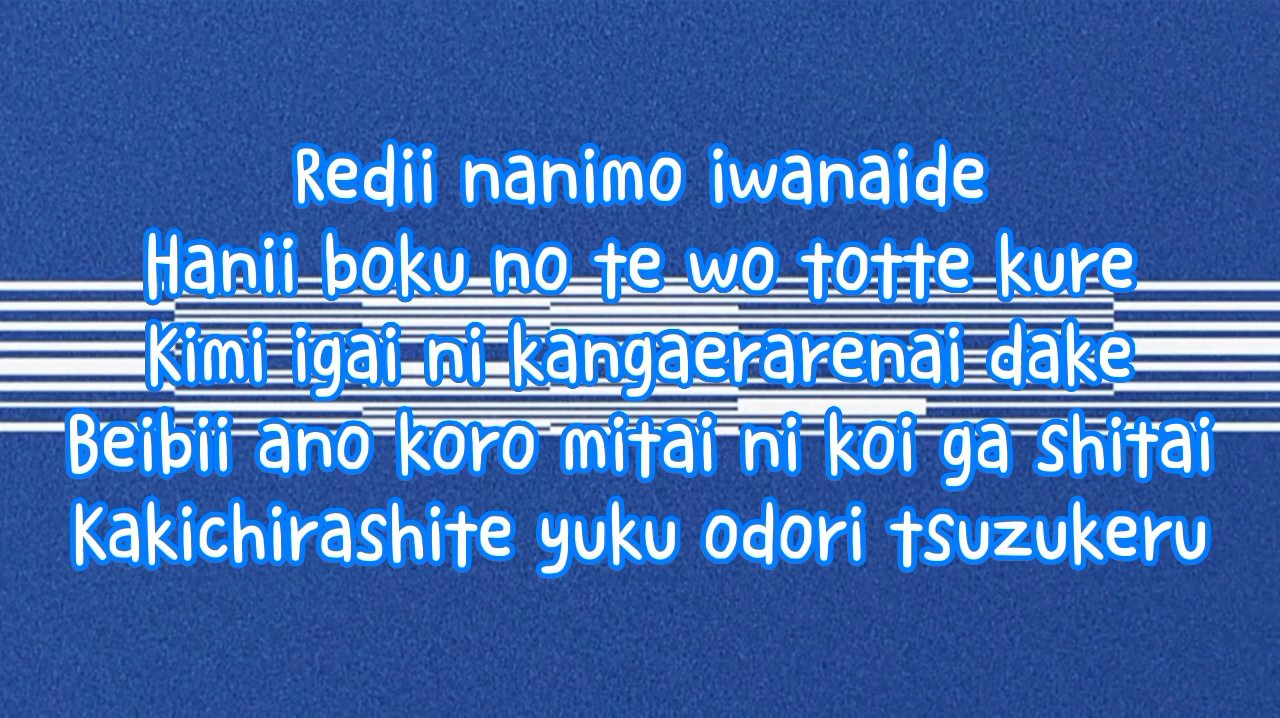 Redii nanimo iwanaide
Hanii boku no te wo totte kure
Kimi igai ni kangaerarenai dake
Beibii ano koro mitai ni koi ga shitai
Kakichirashite yuku odori tsuzukeru